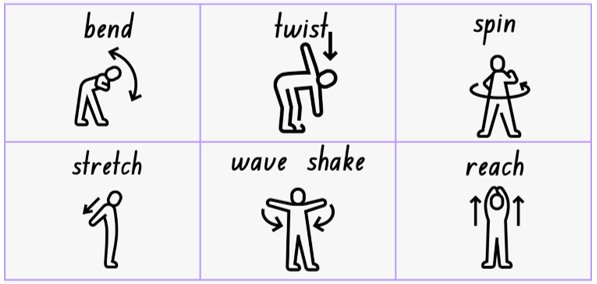 bend
twist
spin
stretch
wave shake
reach